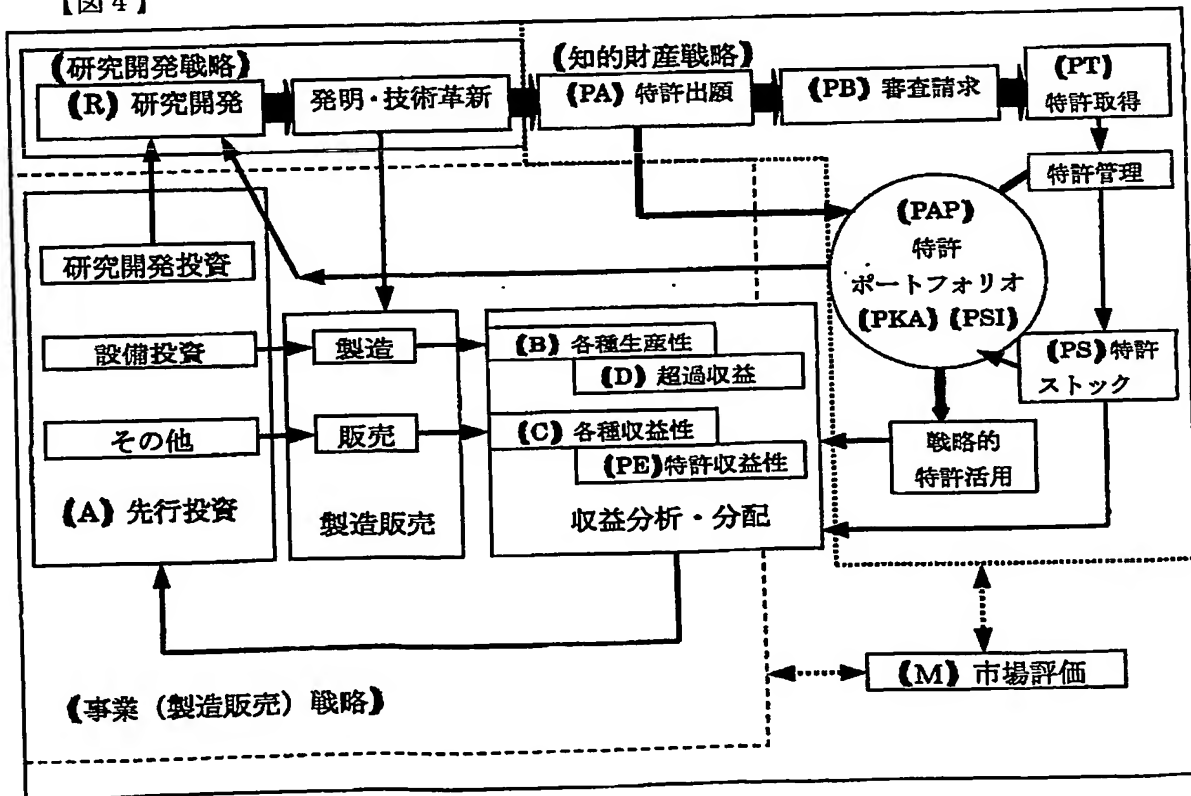 【図4】
【研究開発戦略】
(R) 研究開発
発明・技術革新
【知的財産戦略】
(PA) 特許出願
(PB) 審査請求
(PT)
特許取得
特許管理
(PAP)
特許
ポートフォリオ
(PKA) (PSI)
(PS)特許
ストック
戦略的
特許活用
研究開発投資
設備投資
その他
(A) 先行投資
製造
販売
製造販売
(B) 各種生産性
(D) 超過収益
(C) 各種収益性
(PE)特許収益性
収益分析・分配
(M) 市場評価
【事業（製造販売）戦略】